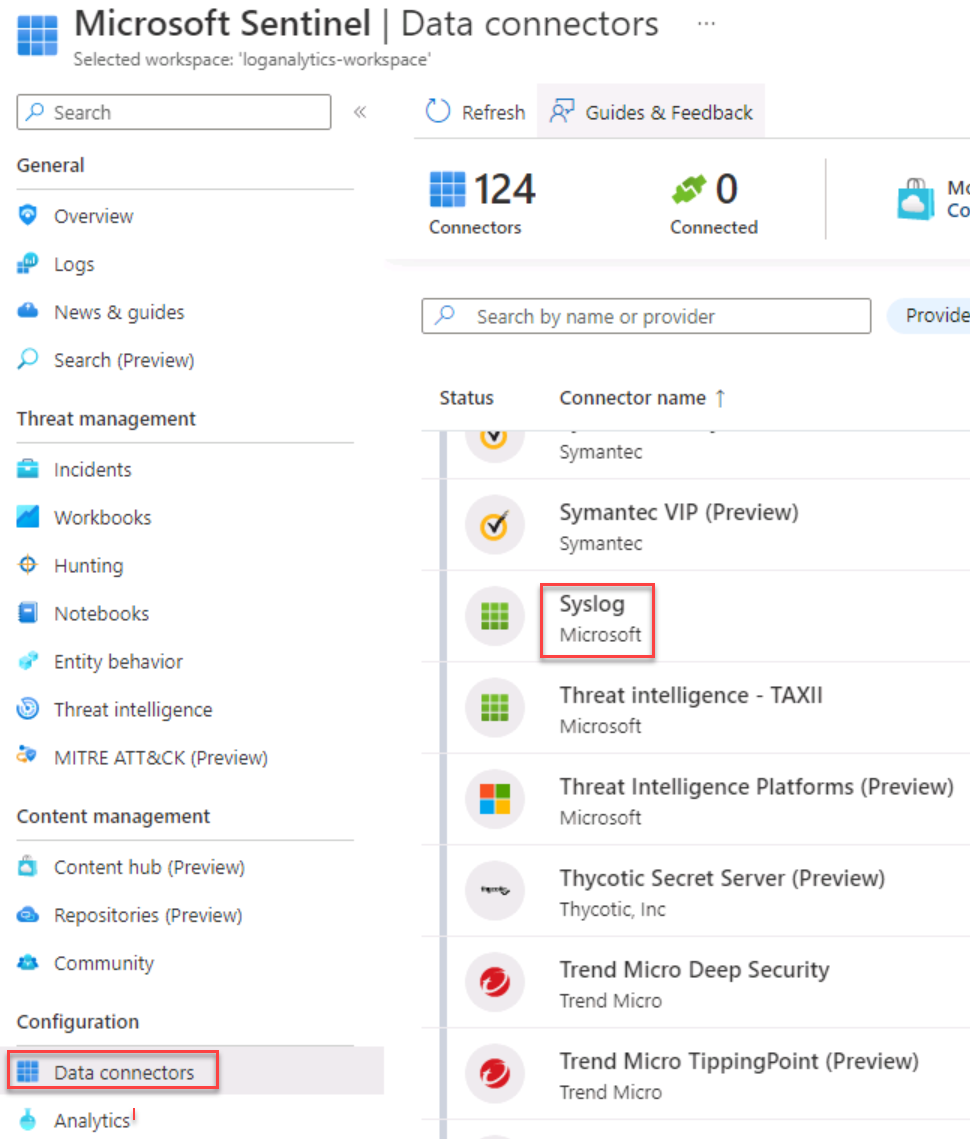 Microsoft Sentinel | Data connectors ...
Selected workspace: 'loganalytics-workspace'
Search
«
General
Overview
Logs
News & guides
Search (Preview)
Threat management
Incidents
Workbooks
Hunting
Notebooks
Entity behavior
Threat intelligence
MITRE ATT&CK (Preview)
Content management
Content hub (Preview)
Repositories (Preview)
Community
Configuration
Data connectors
Analytics
Refresh
Guides & Feedback
124
Connectors
0
Connected
Mo
Co
Search by name or provider
Provide
Status
Connector name ↑
Symantec
Symantec VIP (Preview)
Symantec
Syslog
Microsoft
Threat intelligence - TAXII
Microsoft
Threat Intelligence Platforms (Preview)
Microsoft
thycotic
Thycotic Secret Server (Preview)
Thycotic, Inc
Trend Micro Deep Security
Trend Micro
Trend Micro TippingPoint (Preview)
Trend Micro